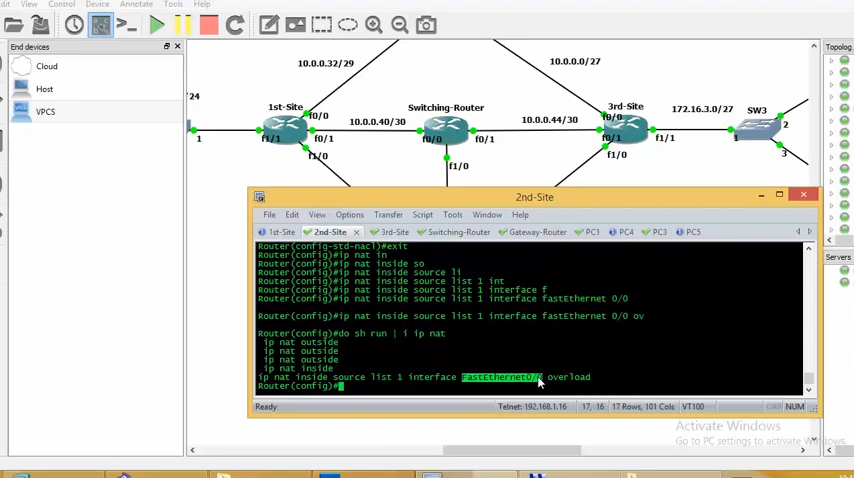 dit View Control Device Annotate Tools Help
End devices
Cloud
Host
VPCS
/24
10.0.0.32/29
10.0.0.0/27
1st-Site
Switching-Router
3rd-Site
SW3
172.16.3.0/27
f0/0
f0/0
10.0.0.40/30
10.0.0.44/30
1
f1/1
f0/1
f0/0
f0/1
f0/1
f1/1
1
2
3
f1/0
f1/0
f1/0
Topolog
Servers
2nd-Site
File Edit View Options Transfer Script Tools Window Help
1st-Site 2nd-Site 3rd-Site Switching-Router Gateway-Router PC1 PC4 PC3 PC5
Router(config-std-nacl)#exit
Router(config)#ip nat in
Router(config)#ip nat inside so
Router(config)#ip nat inside source li
Router(config)#ip nat inside source list 1 int
Router(config)#ip nat inside source list 1 interface f
Router(config)#ip nat inside source list 1 interface fastEthernet 0/0
Router(config)#ip nat inside source list 1 interface fastEthernet 0/0 ov
Router(config)#do sh run | i ip nat
ip nat outside
ip nat outside
ip nat outside
ip nat inside
ip nat inside source list 1 interface FastEthernet0/0 overload
Router(config)#
Ready Telnet: 192.168.1.16 17, 16 17 Rows, 101 Cols VT100 CAP NUM
Activate Windows
Go to PC settings to activate Windows.